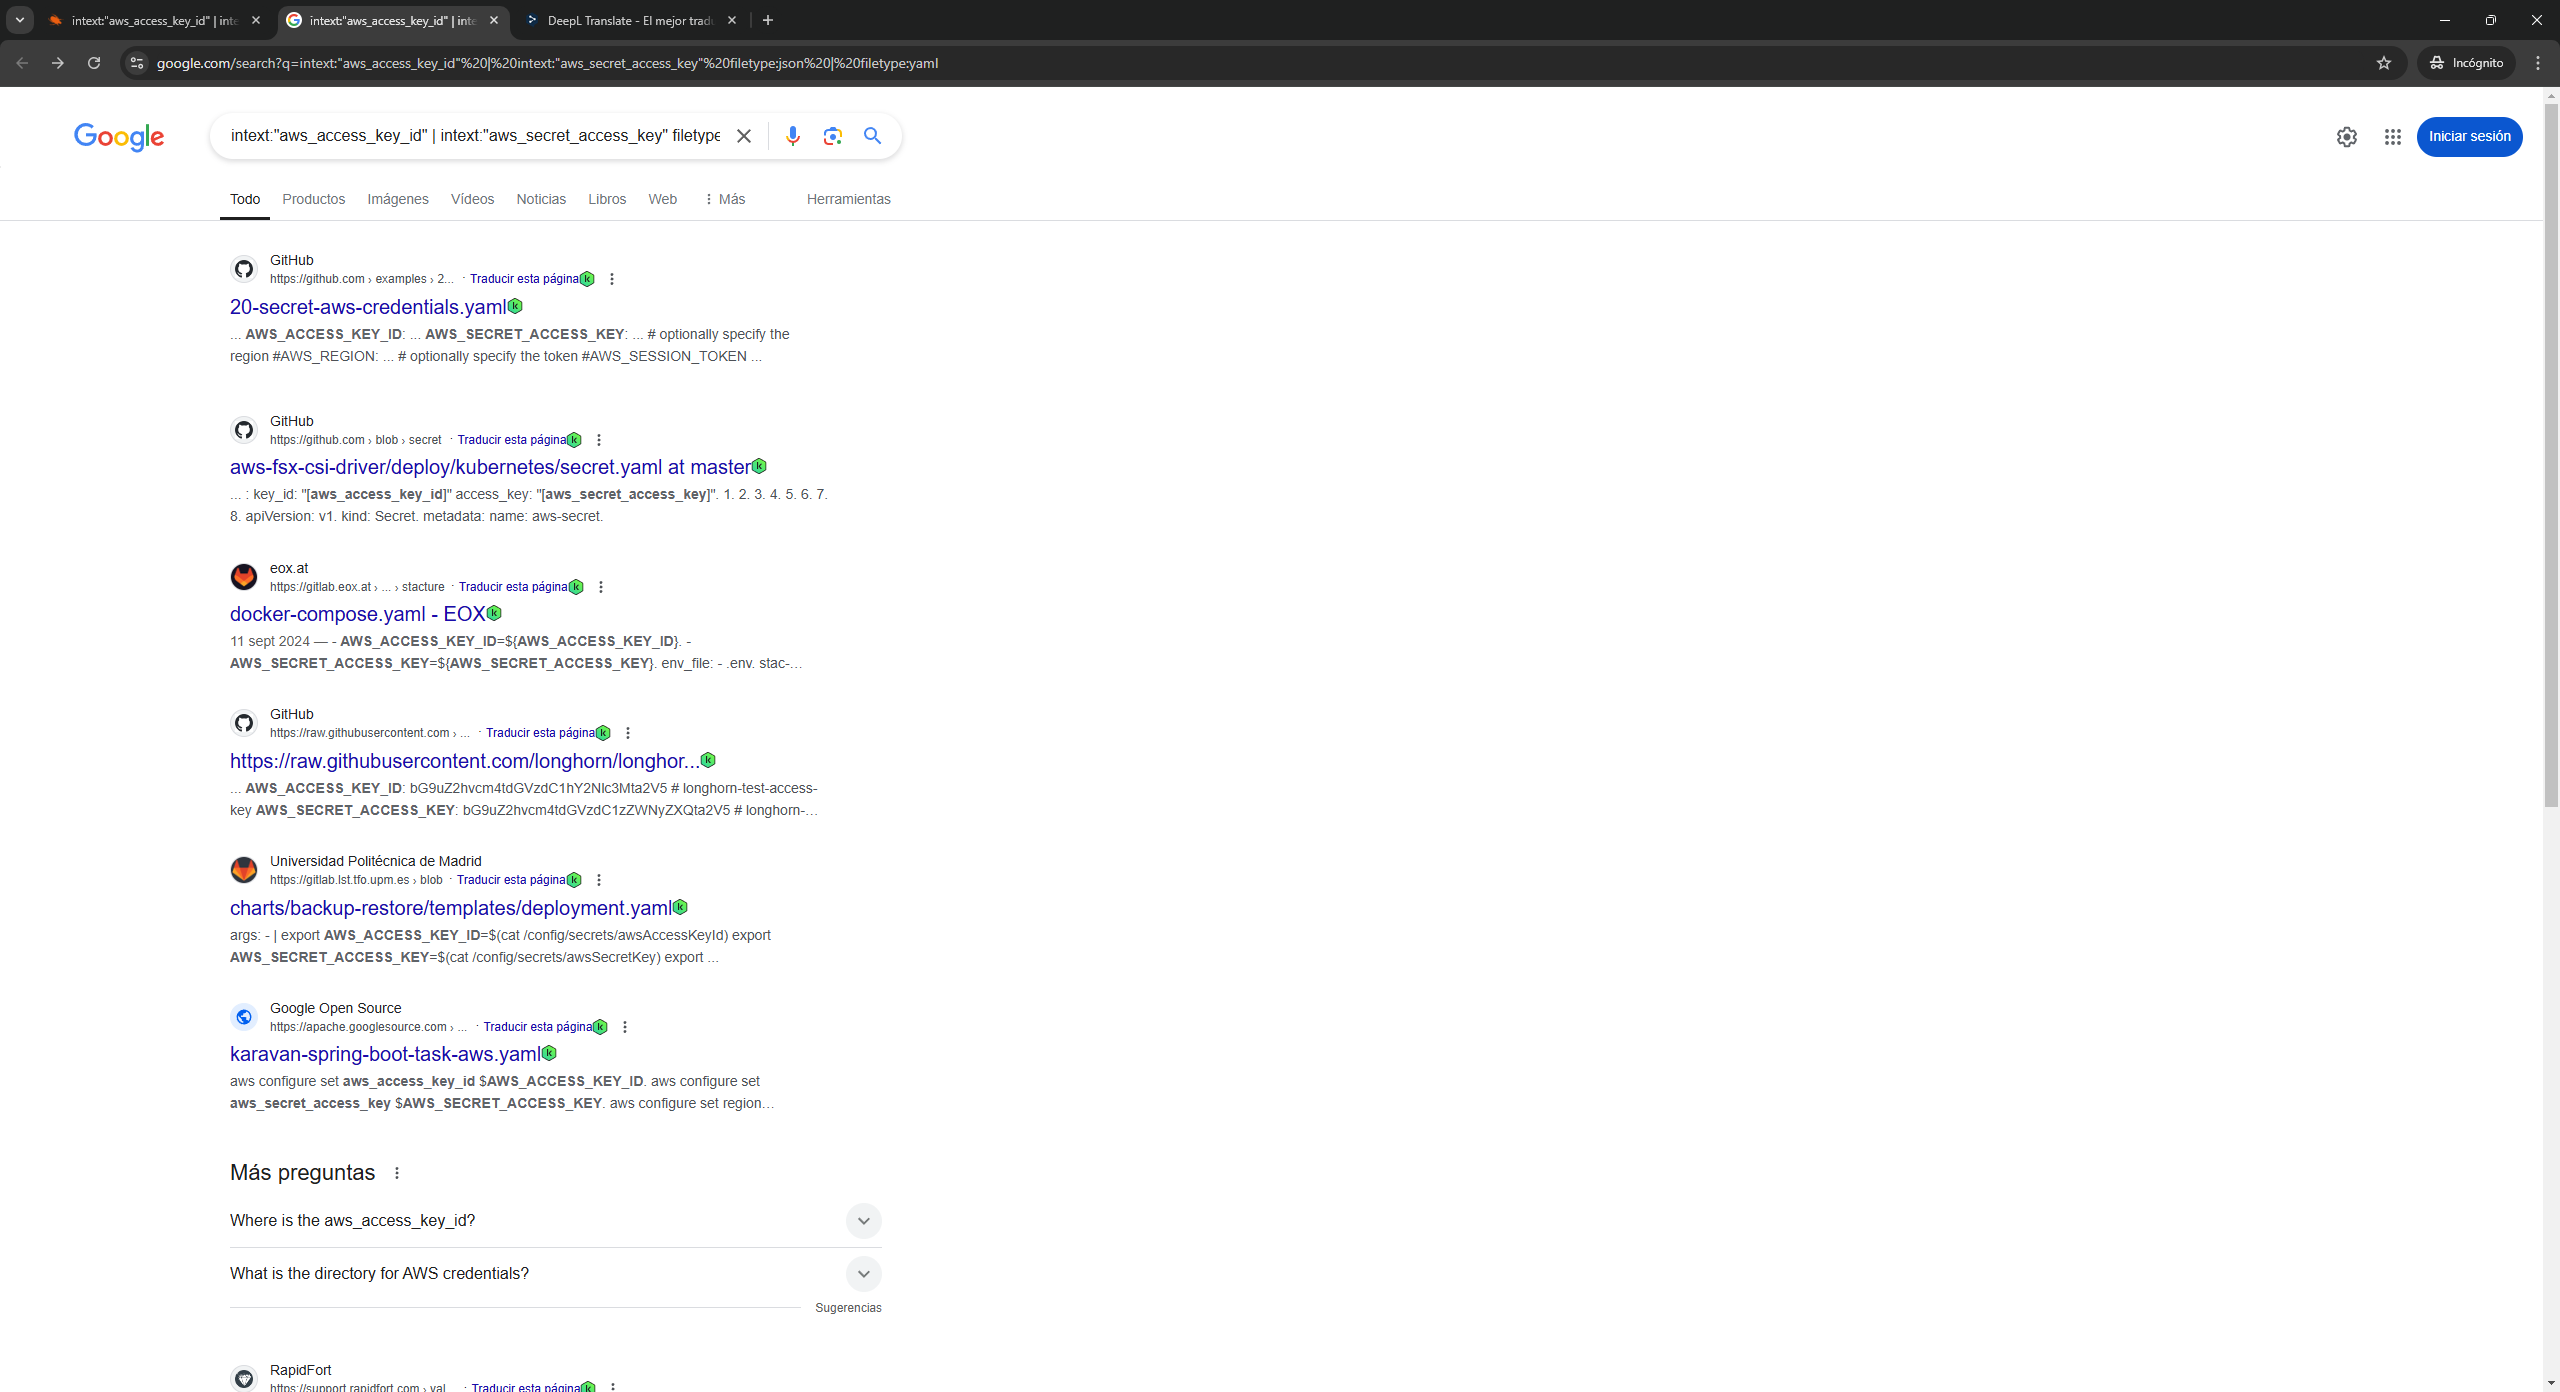 intext:"aws_access_key_id" | inte
intext:"aws_access_key_id" | inte
DeepL Translate - El mejor tradu
google.com/search?q=intext:"aws_access_key_id"%20|%20intext:"aws_secret_access_key"%20filetype:json%20|%20filetype:yaml
Incógnito
Google
intext:"aws_access_key_id" | intext:"aws_secret_access_key" filetype
Iniciar sesión
Todo Productos Imágenes Vídeos Noticias Libros Web Más Herramientas
GitHub
https://github.com › examples › 2... · Traducir esta página
20-secret-aws-credentials.yaml
... AWS_ACCESS_KEY_ID: ... AWS_SECRET_ACCESS_KEY: ... # optionally specify the
region #AWS_REGION: ... # optionally specify the token #AWS_SESSION_TOKEN ...
GitHub
https://github.com › blob › secret · Traducir esta página
aws-fsx-csi-driver/deploy/kubernetes/secret.yaml at master
... : key_id: "[aws_access_key_id]" access_key: "[aws_secret_access_key]". 1. 2. 3. 4. 5. 6. 7.
8. apiVersion: v1. kind: Secret. metadata: name: aws-secret.
eox.at
https://gitlab.eox.at › ... › stacture · Traducir esta página
docker-compose.yaml - EOX
11 sept 2024 — - AWS_ACCESS_KEY_ID=${AWS_ACCESS_KEY_ID}. -
AWS_SECRET_ACCESS_KEY=${AWS_SECRET_ACCESS_KEY}. env_file: - .env. stac-...
GitHub
https://raw.githubusercontent.com › ... · Traducir esta página
https://raw.githubusercontent.com/longhorn/longhor...
... AWS_ACCESS_KEY_ID: bG9uZ2hvcm4tdGVzdC1hY2Nlc3Mta2V5 # longhorn-test-access-
key AWS_SECRET_ACCESS_KEY: bG9uZ2hvcm4tdGVzdC1zZWNyZXQta2V5 # longhorn-...
Universidad Politécnica de Madrid
https://gitlab.lst.tfo.upm.es › blob · Traducir esta página
charts/backup-restore/templates/deployment.yaml
args: - | export AWS_ACCESS_KEY_ID=$(cat /config/secrets/awsAccessKeyId) export
AWS_SECRET_ACCESS_KEY=$(cat /config/secrets/awsSecretKey) export ...
Google Open Source
https://apache.googlesource.com › ... · Traducir esta página
karavan-spring-boot-task-aws.yaml
aws configure set aws_access_key_id $AWS_ACCESS_KEY_ID. aws configure set
aws_secret_access_key $AWS_SECRET_ACCESS_KEY. aws configure set region...
Más preguntas
Where is the aws_access_key_id?
What is the directory for AWS credentials?
Sugerencias
RapidFort
https://support.rapidfort.com › val... · Traducir esta página